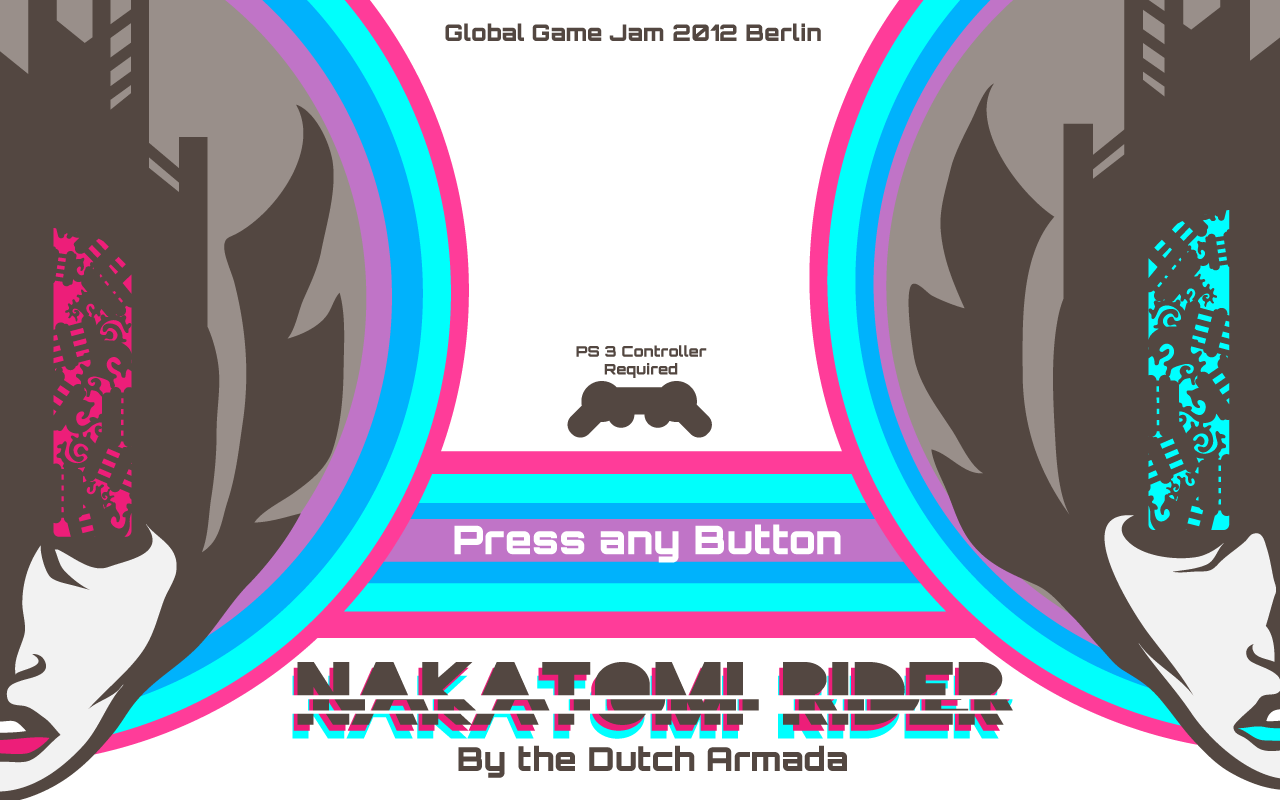 Global Game Jam 2012 Berlin
PS 3 Controller
Required
Press any Button
NAKATOMI RIDER
By the Dutch Armada